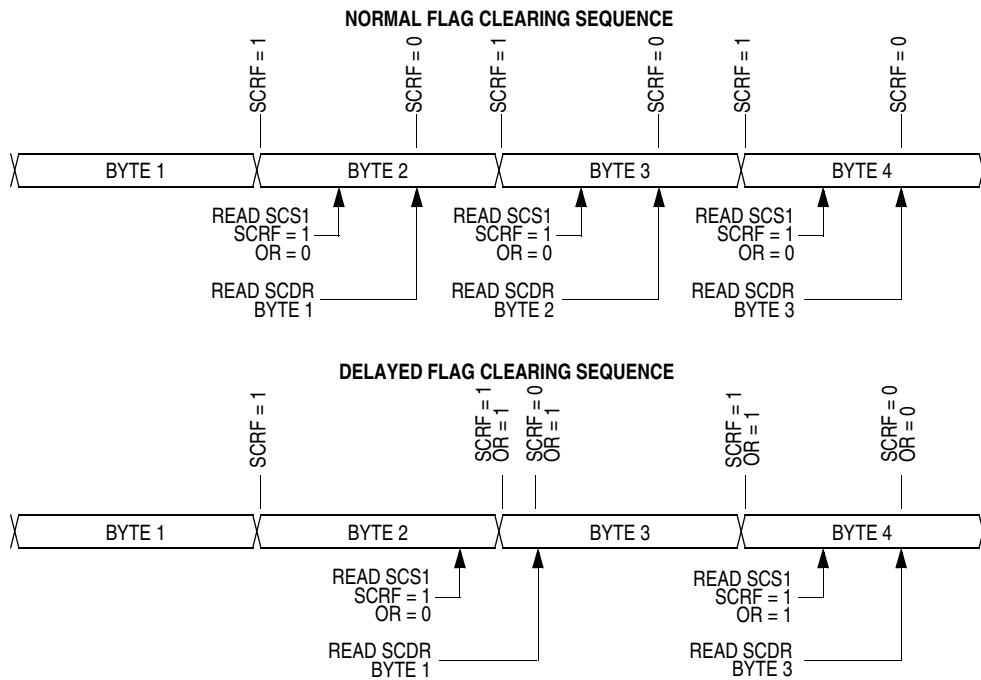 NORMAL FLAG CLEARING SEQUENCE
SCRF = 1
SCRF = 0
SCRF = 1
SCRF = 0
SCRF = 1
SCRF = 0
BYTE 1
BYTE 2
BYTE 3
BYTE 4
READ SCS1
SCRF = 1
OR = 0
READ SCS1
SCRF = 1
OR = 0
READ SCS1
SCRF = 1
OR = 0
READ SCDR
BYTE 1
READ SCDR
BYTE 2
READ SCDR
BYTE 3
DELAYED FLAG CLEARING SEQUENCE
SCRF = 1
SCRF = 1
OR = 1
SCRF = 0
OR = 1
SCRF = 1
OR = 1
SCRF = 0
OR = 0
BYTE 1
BYTE 2
BYTE 3
BYTE 4
READ SCS1
SCRF = 1
OR = 0
READ SCS1
SCRF = 1
OR = 1
READ SCDR
BYTE 1
READ SCDR
BYTE 3